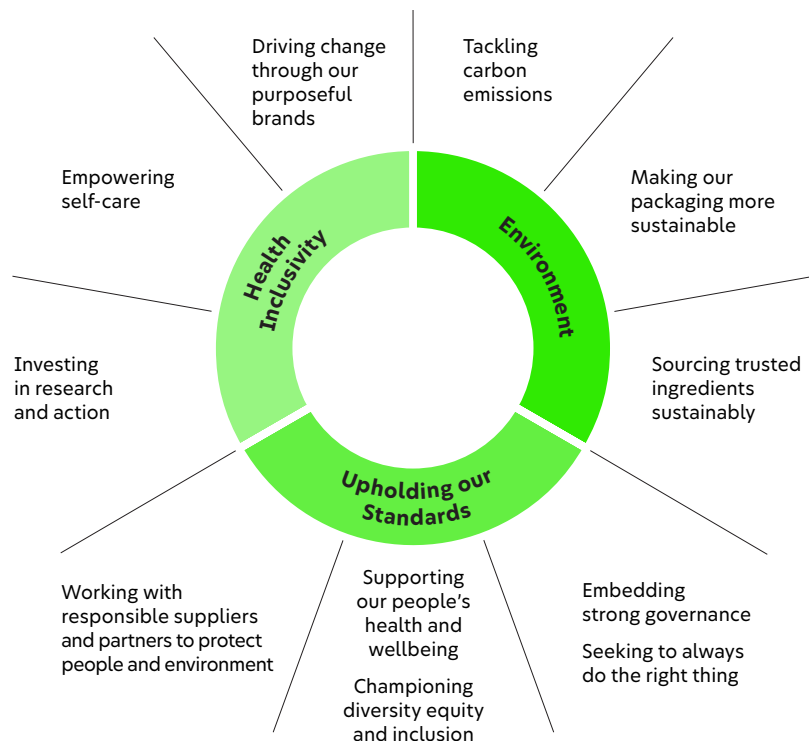 Driving change
through our
purposeful
brands
Tackling
carbon
emissions
Empowering
self-care
Making our
packaging more
sustainable
Health
Inclusivity
Environment
Investing
in research
and action
Sourcing trusted
ingredients
sustainably
Upholding our
Standards
Working with
responsible suppliers
and partners to protect
people and environment
Supporting
our people's
health and
wellbeing
Championing
diversity equity
and inclusion
Embedding
strong governance
Seeking to always
do the right thing